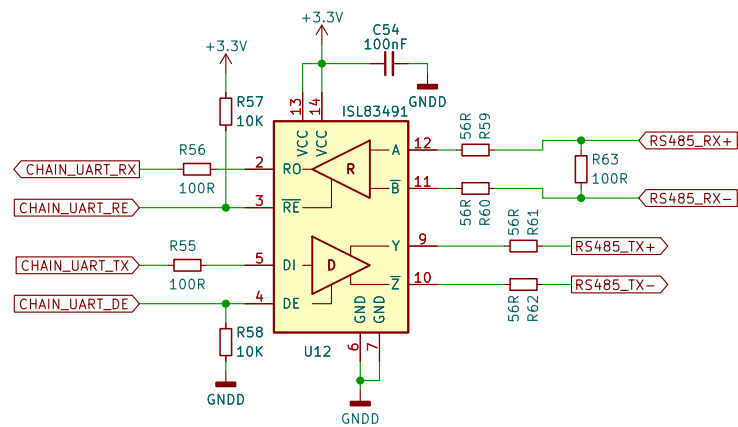 +3.3V
+3.3V
C54
100nF
GNDD
R57
10K
13
14
ISL83491
VCC
VCC
R56
CHAIN_UART_RX
100R
2
RO
R
A
12
56R
R59
RS485_RX+
R63
100R
CHAIN_UART_RE
3
RE
B
11
56R
R60
RS485_RX-
R55
CHAIN_UART_TX
100R
5
DI
D
Y
9
56R
R61
RS485_TX+
CHAIN_UART_DE
4
DE
Z
10
56R
R62
RS485_TX-
R58
10K
GND
GND
U12
6
7
GNDD
GNDD